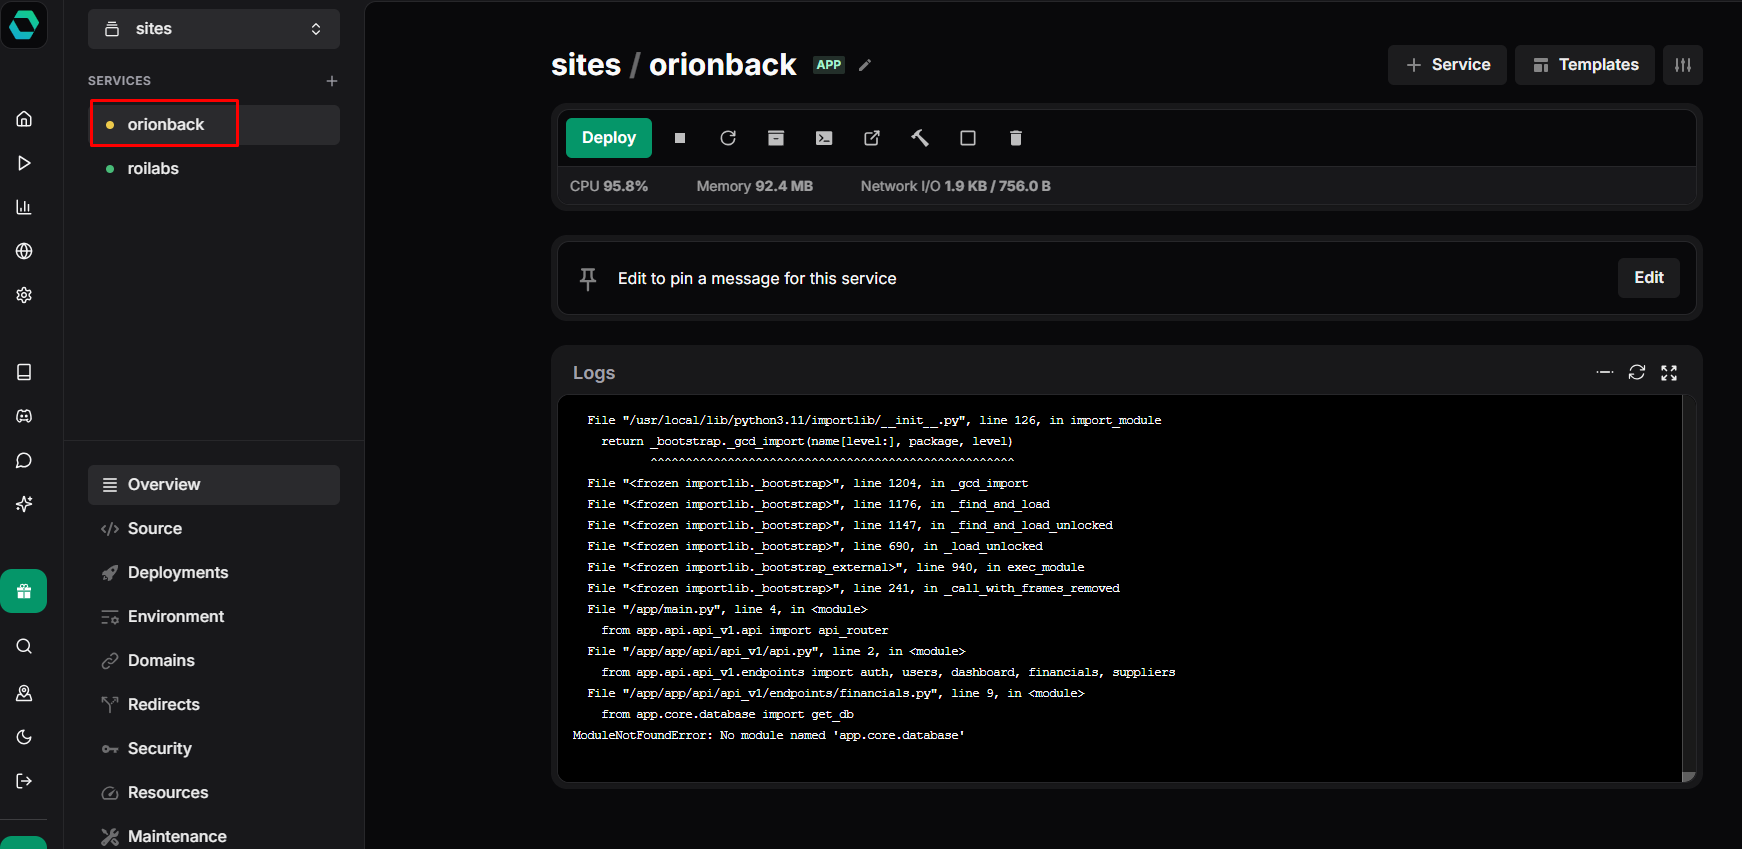 sites
SERVICES
orionback
roilabs
Overview
Source
Deployments
Environment
Domains
Redirects
Security
Resources
Maintenance
sites / orionback APP
Service
Templates
Deploy
CPU 95.8% Memory 92.4 MB Network I/O 1.9 KB / 756.0 B
Edit to pin a message for this service
Edit
Logs
File "/usr/local/lib/python3.11/importlib/__init__.py", line 126, in import_module
return _bootstrap._gcd_import(name[level:], package, level)
^^^^^^^^^^^^^^^^^^^^^^^^^^^^^^^^^^^^^^^^^^^^^^^^^^^^
File "<frozen importlib._bootstrap>", line 1204, in _gcd_import
File "<frozen importlib._bootstrap>", line 1176, in _find_and_load
File "<frozen importlib._bootstrap>", line 1147, in _find_and_load_unlocked
File "<frozen importlib._bootstrap>", line 690, in _load_unlocked
File "<frozen importlib._bootstrap_external>", line 940, in exec_module
File "<frozen importlib._bootstrap>", line 241, in _call_with_frames_removed
File "/app/main.py", line 4, in <module>
from app.api.api_v1.api import api_router
File "/app/app/api/api_v1/api.py", line 2, in <module>
from app.api.api_v1.endpoints import auth, users, dashboard, financials, suppliers
File "/app/app/api/api_v1/endpoints/financials.py", line 9, in <module>
from app.core.database import get_db
ModuleNotFoundError: No module named 'app.core.database'